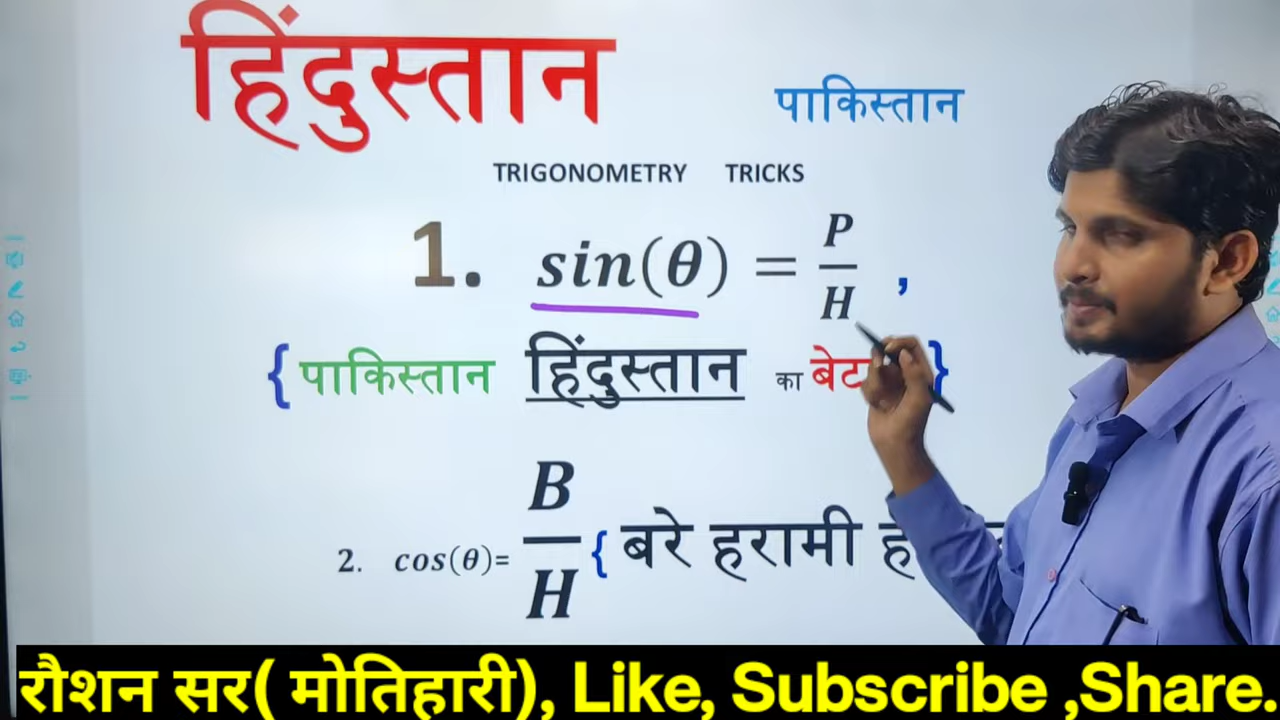 हिंदुस्तान
पाकिस्तान
TRIGONOMETRY TRICKS
1. sin(θ) = P/H ,
{ पाकिस्तान हिंदुस्तान का }
2. cos(θ)= B/H { बरे हरामी
रौशन सर( मोतिहारी), Like, Subscribe ,Share.